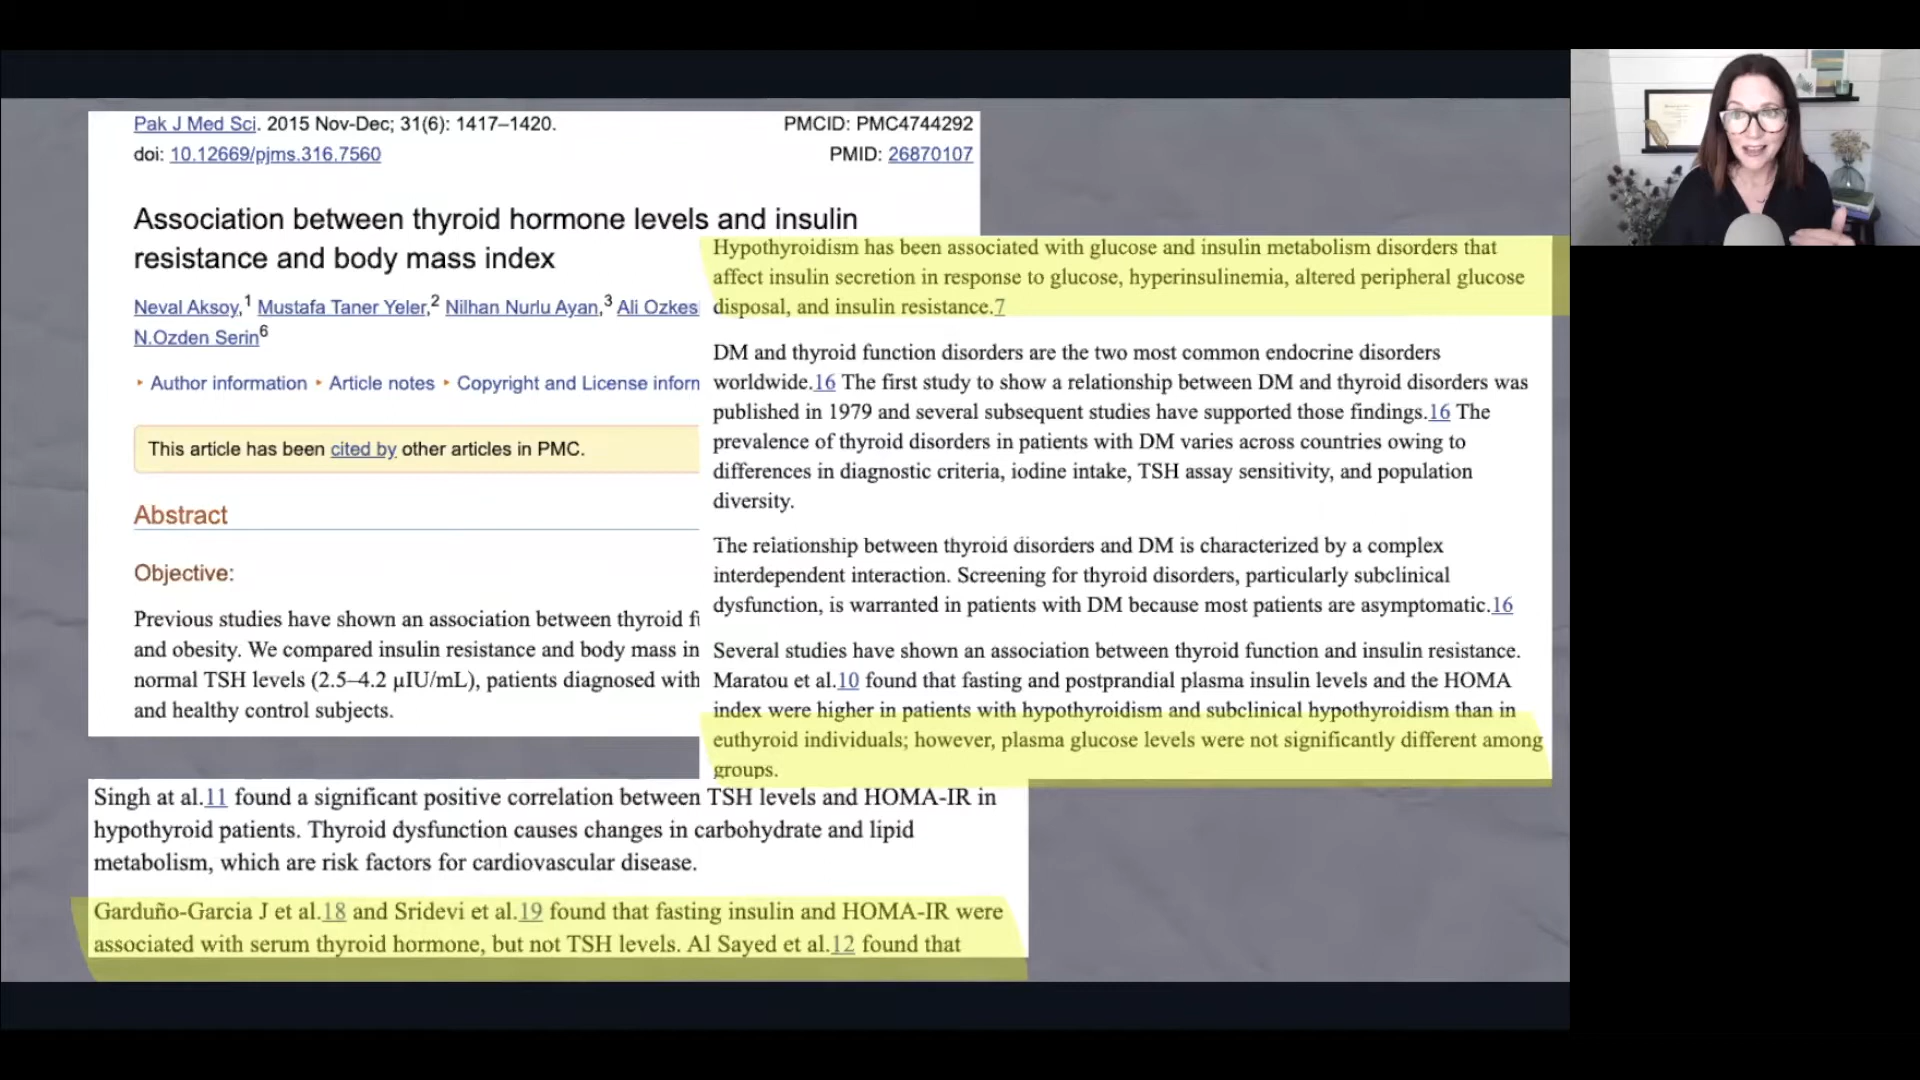 Pak J Med Sci. 2015 Nov-Dec; 31(6): 1417–1420.
PMCID: PMC4744292
doi: 10.12669/pjms.316.7560
PMID: 26870107
Association between thyroid hormone levels and insulin
resistance and body mass index
Neval Aksoy,1 Mustafa Taner Yeler,2 Nilhan Nurlu Ayan,3 Ali Ozkes
N.Ozden Serin6
‣ Author information ‣ Article notes ‣ Copyright and License inforn
This article has been cited by other articles in PMC.
Abstract
Objective:
Previous studies have shown an association between thyroid fu
and obesity. We compared insulin resistance and body mass in
normal TSH levels (2.5–4.2 µIU/mL), patients diagnosed with
and healthy control subjects.
Hypothyroidism has been associated with glucose and insulin metabolism disorders that
affect insulin secretion in response to glucose, hyperinsulinemia, altered peripheral glucose
disposal, and insulin resistance.7
DM and thyroid function disorders are the two most common endocrine disorders
worldwide.16 The first study to show a relationship between DM and thyroid disorders was
published in 1979 and several subsequent studies have supported those findings.16 The
prevalence of thyroid disorders in patients with DM varies across countries owing to
differences in diagnostic criteria, iodine intake, TSH assay sensitivity, and population
diversity.
The relationship between thyroid disorders and DM is characterized by a complex
interdependent interaction. Screening for thyroid disorders, particularly subclinical
dysfunction, is warranted in patients with DM because most patients are asymptomatic.16
Several studies have shown an association between thyroid function and insulin resistance.
Maratou et al.10 found that fasting and postprandial plasma insulin levels and the HOMA
index were higher in patients with hypothyroidism and subclinical hypothyroidism than in
euthyroid individuals; however, plasma glucose levels were not significantly different among
groups.
Singh at al.11 found a significant positive correlation between TSH levels and HOMA-IR in
hypothyroid patients. Thyroid dysfunction causes changes in carbohydrate and lipid
metabolism, which are risk factors for cardiovascular disease.
Garduño-Garcia J et al.18 and Sridevi et al.19 found that fasting insulin and HOMA-IR were
associated with serum thyroid hormone, but not TSH levels. Al Sayed et al.12 found that